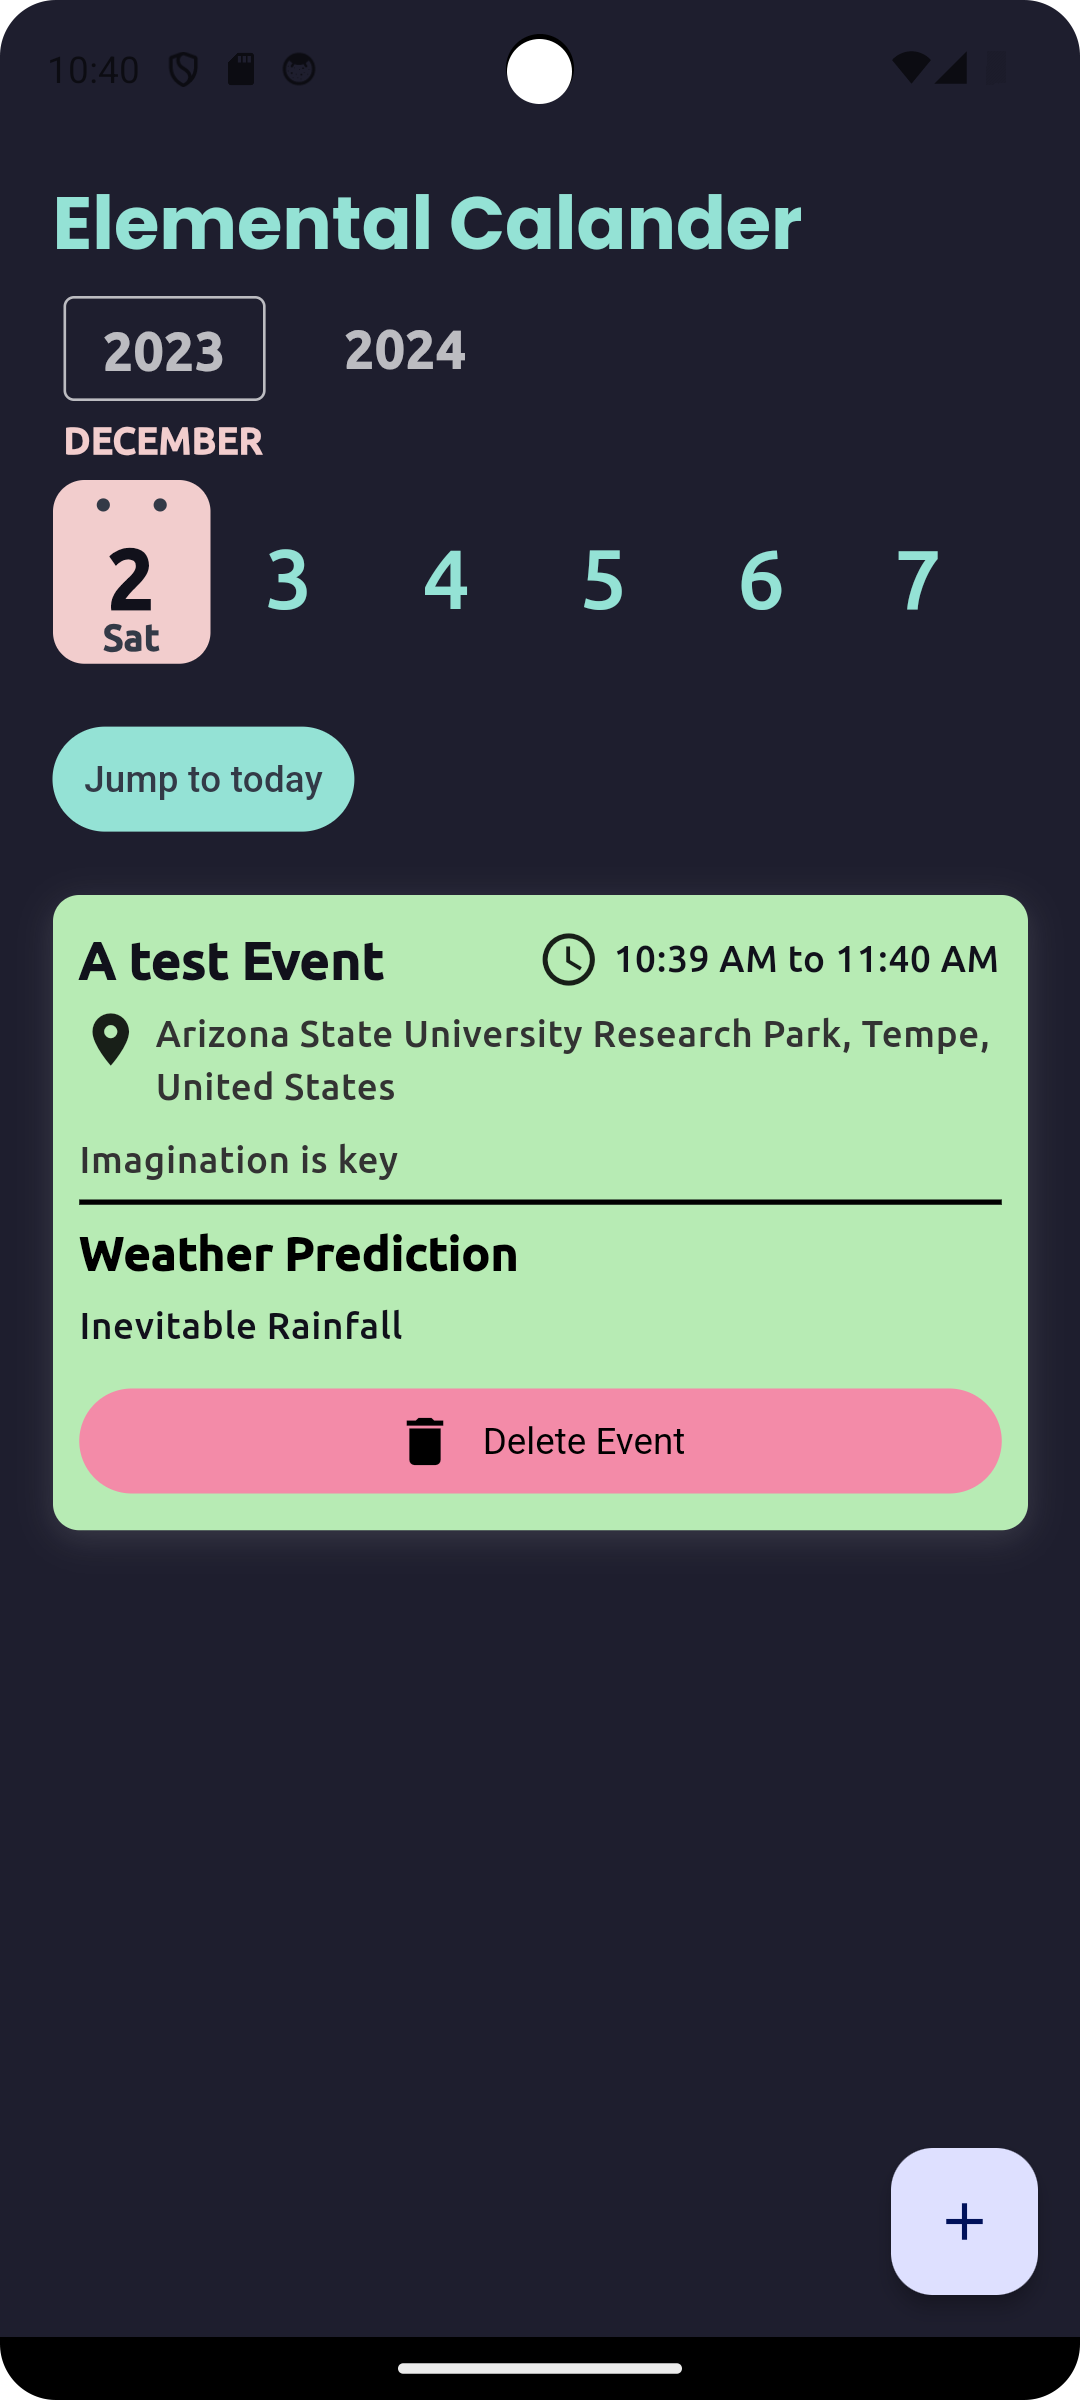 10:40
Elemental Calander
2023 2024
DECEMBER
2 3 4 5 6 7
Sat
Jump to today
A test Event 10:39 AM to 11:40 AM
Arizona State University Research Park, Tempe,
United States
Imagination is key
Weather Prediction
Inevitable Rainfall
Delete Event
+